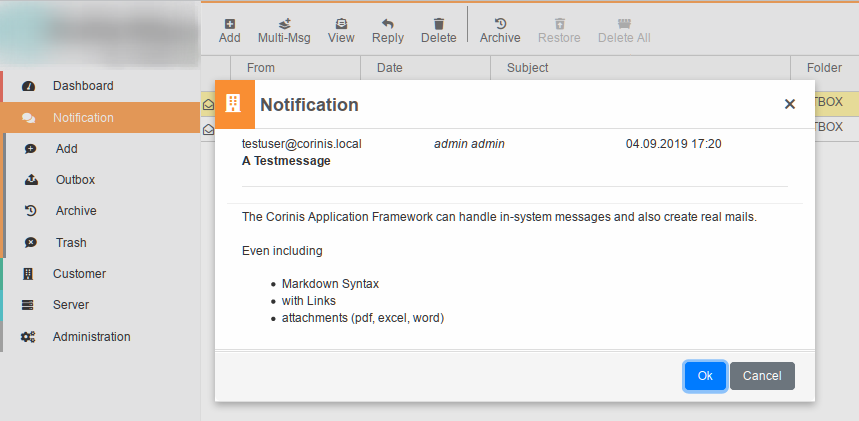 Add Multi-Msg View Reply Delete Archive Restore Delete All
From Date Subject Folder
Dashboard
Notification
Add
Outbox
Archive
Trash
Customer
Server
Administration
TBOX
TBOX
Notification ×
testuser@corinis.local admin admin 04.09.2019 17:20
A Testmessage
The Corinis Application Framework can handle in-system messages and also create real mails.
Even including
• Markdown Syntax
• with Links
• attachments (pdf, excel, word)
Ok Cancel